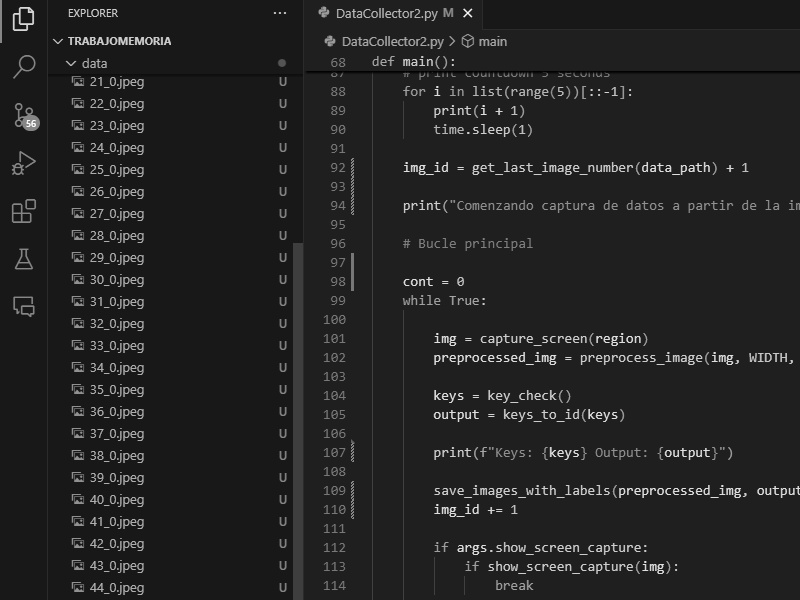 EXPLORER
TRABAJOMEMORIA
data
21_0.jpeg U
22_0.jpeg U
23_0.jpeg U
24_0.jpeg U
25_0.jpeg U
26_0.jpeg U
27_0.jpeg U
28_0.jpeg U
29_0.jpeg U
30_0.jpeg U
31_0.jpeg U
32_0.jpeg U
33_0.jpeg U
34_0.jpeg U
35_0.jpeg U
36_0.jpeg U
37_0.jpeg U
38_0.jpeg U
39_0.jpeg U
40_0.jpeg U
41_0.jpeg U
42_0.jpeg U
43_0.jpeg U
44_0.jpeg U
56
DataCollector2.py M
DataCollector2.py > main
68 def main():
87 # print countdown 5 seconds
88 for i in list(range(5))[::-1]:
89 print(i + 1)
90 time.sleep(1)
91
92 img_id = get_last_image_number(data_path) + 1
93
94 print("Comenzando captura de datos a partir de la im
95
96 # Bucle principal
97
98 cont = 0
99 while True:
100
101 img = capture_screen(region)
102 preprocessed_img = preprocess_image(img, WIDTH,
103
104 keys = key_check()
105 output = keys_to_id(keys)
106
107 print(f"Keys: {keys} Output: {output}")
108
109 save_images_with_labels(preprocessed_img, output
110 img_id += 1
111
112 if args.show_screen_capture:
113 if show_screen_capture(img):
114 break